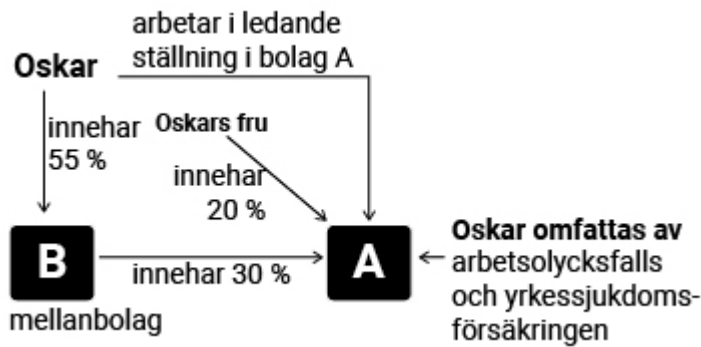 arbetar i ledande
ställning i bolag A
Oskar
innehar
55 %
Oskars fru
innehar
20 %
B
innehar 30 %
A
mellanbolag
Oskar omfattas av
arbetsolycksfalls
och yrkessjukdoms-
försäkringen